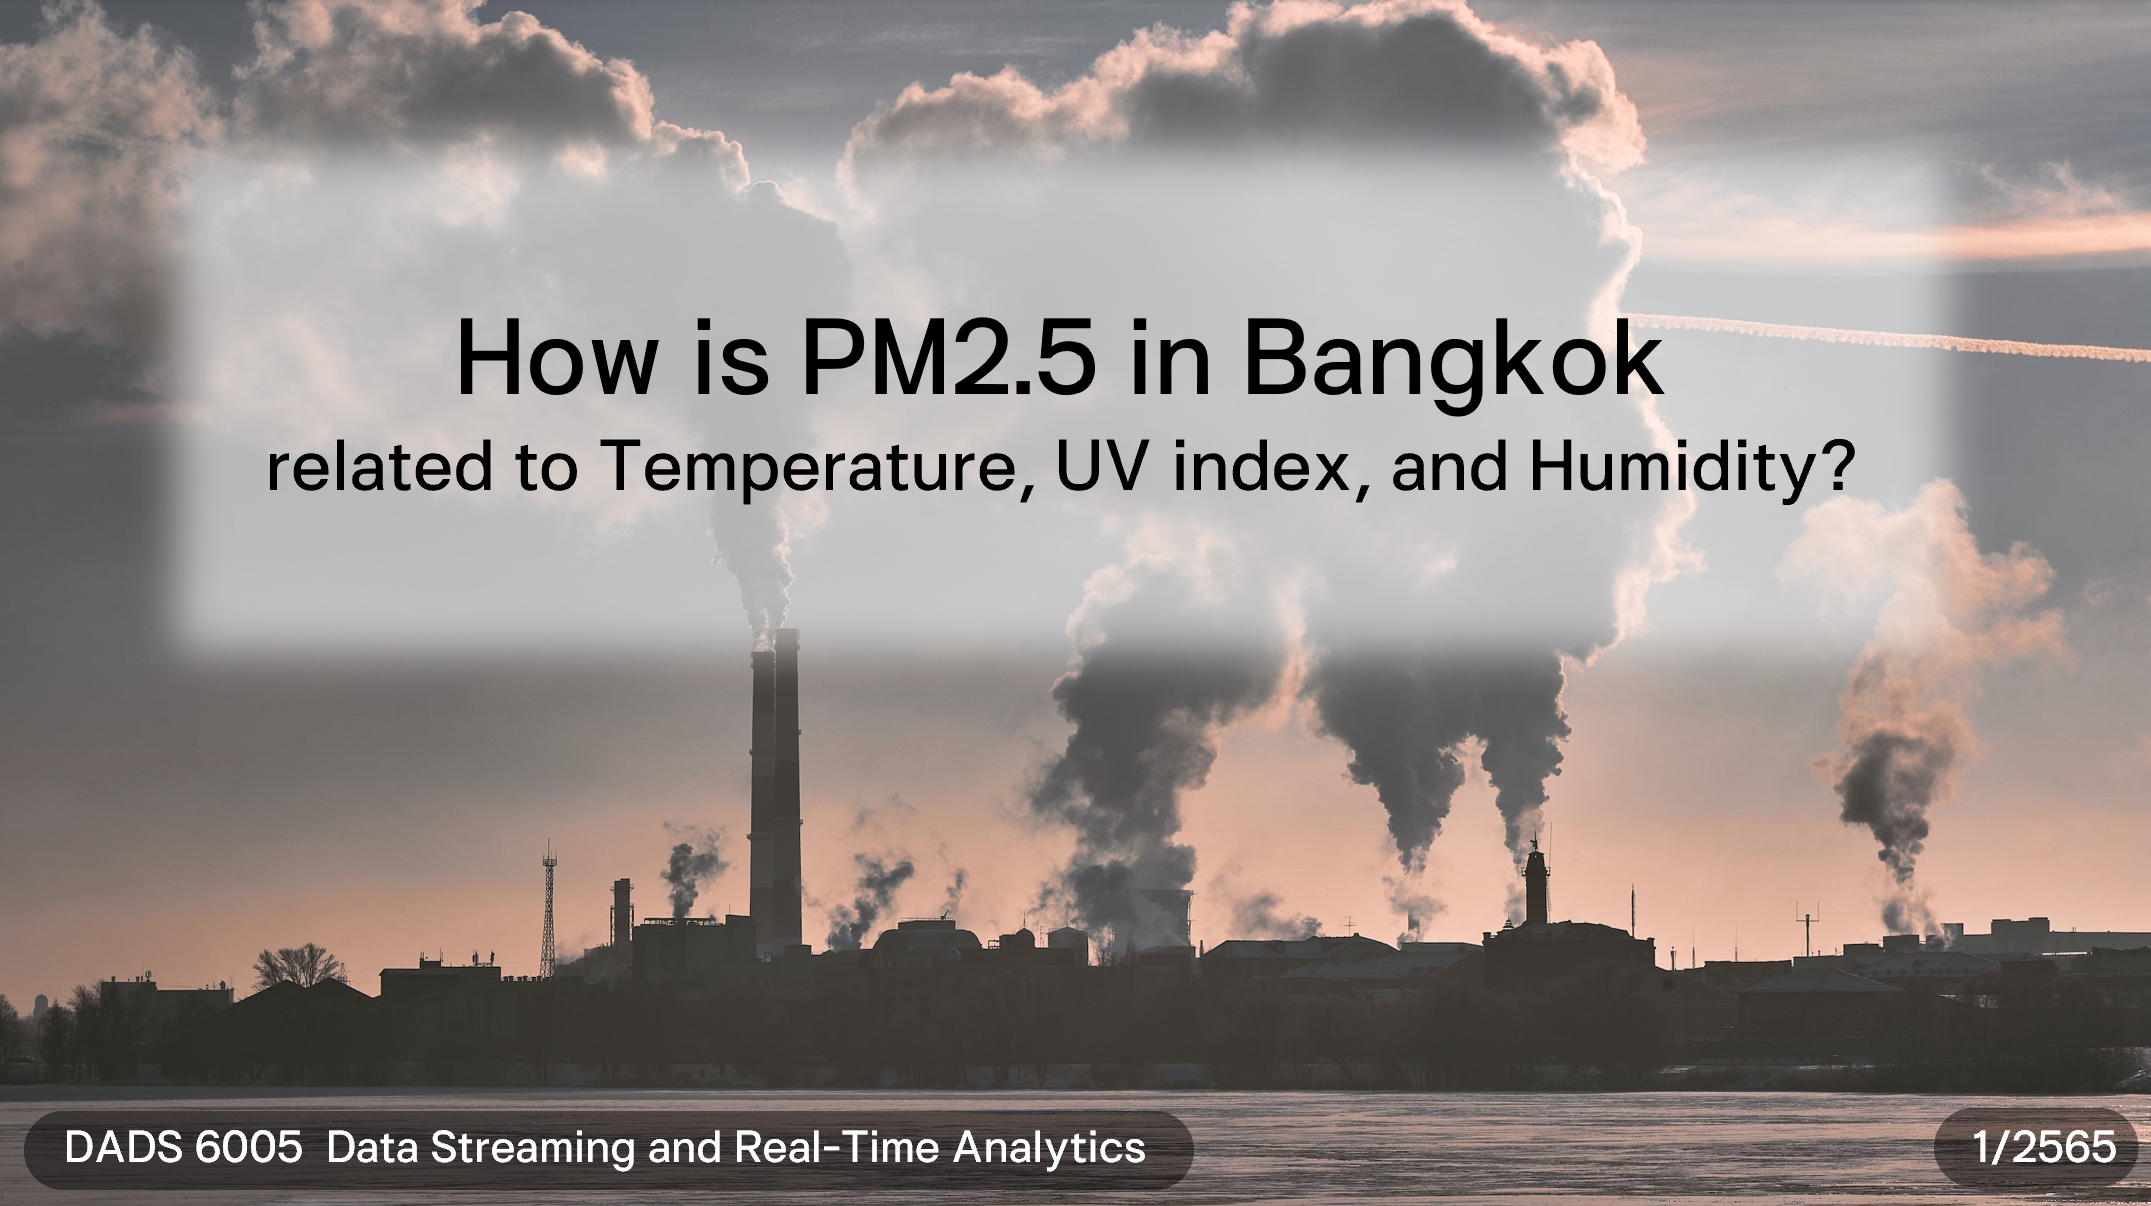 How is PM2.5 in Bangkok
related to Temperature, UV index, and Humidity?
DADS 6005  Data Streaming and Real-Time Analytics
1/2565